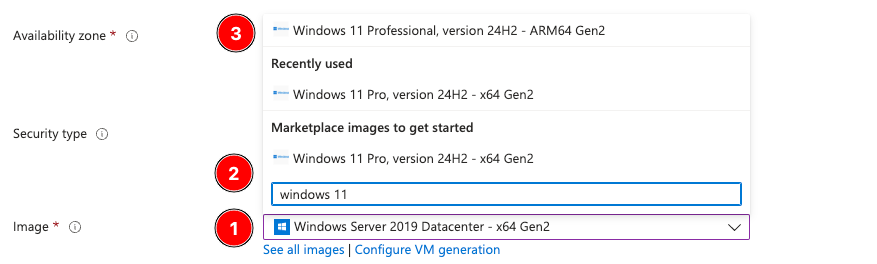 Availability zone * ⓘ
3
Windows 11 Professional, version 24H2 - ARM64 Gen2
Recently used
Windows 11 Pro, version 24H2 - x64 Gen2
Marketplace images to get started
Security type ⓘ
Windows 11 Pro, version 24H2 - x64 Gen2
2
windows 11
Image * ⓘ
1
Windows Server 2019 Datacenter - x64 Gen2
See all images | Configure VM generation